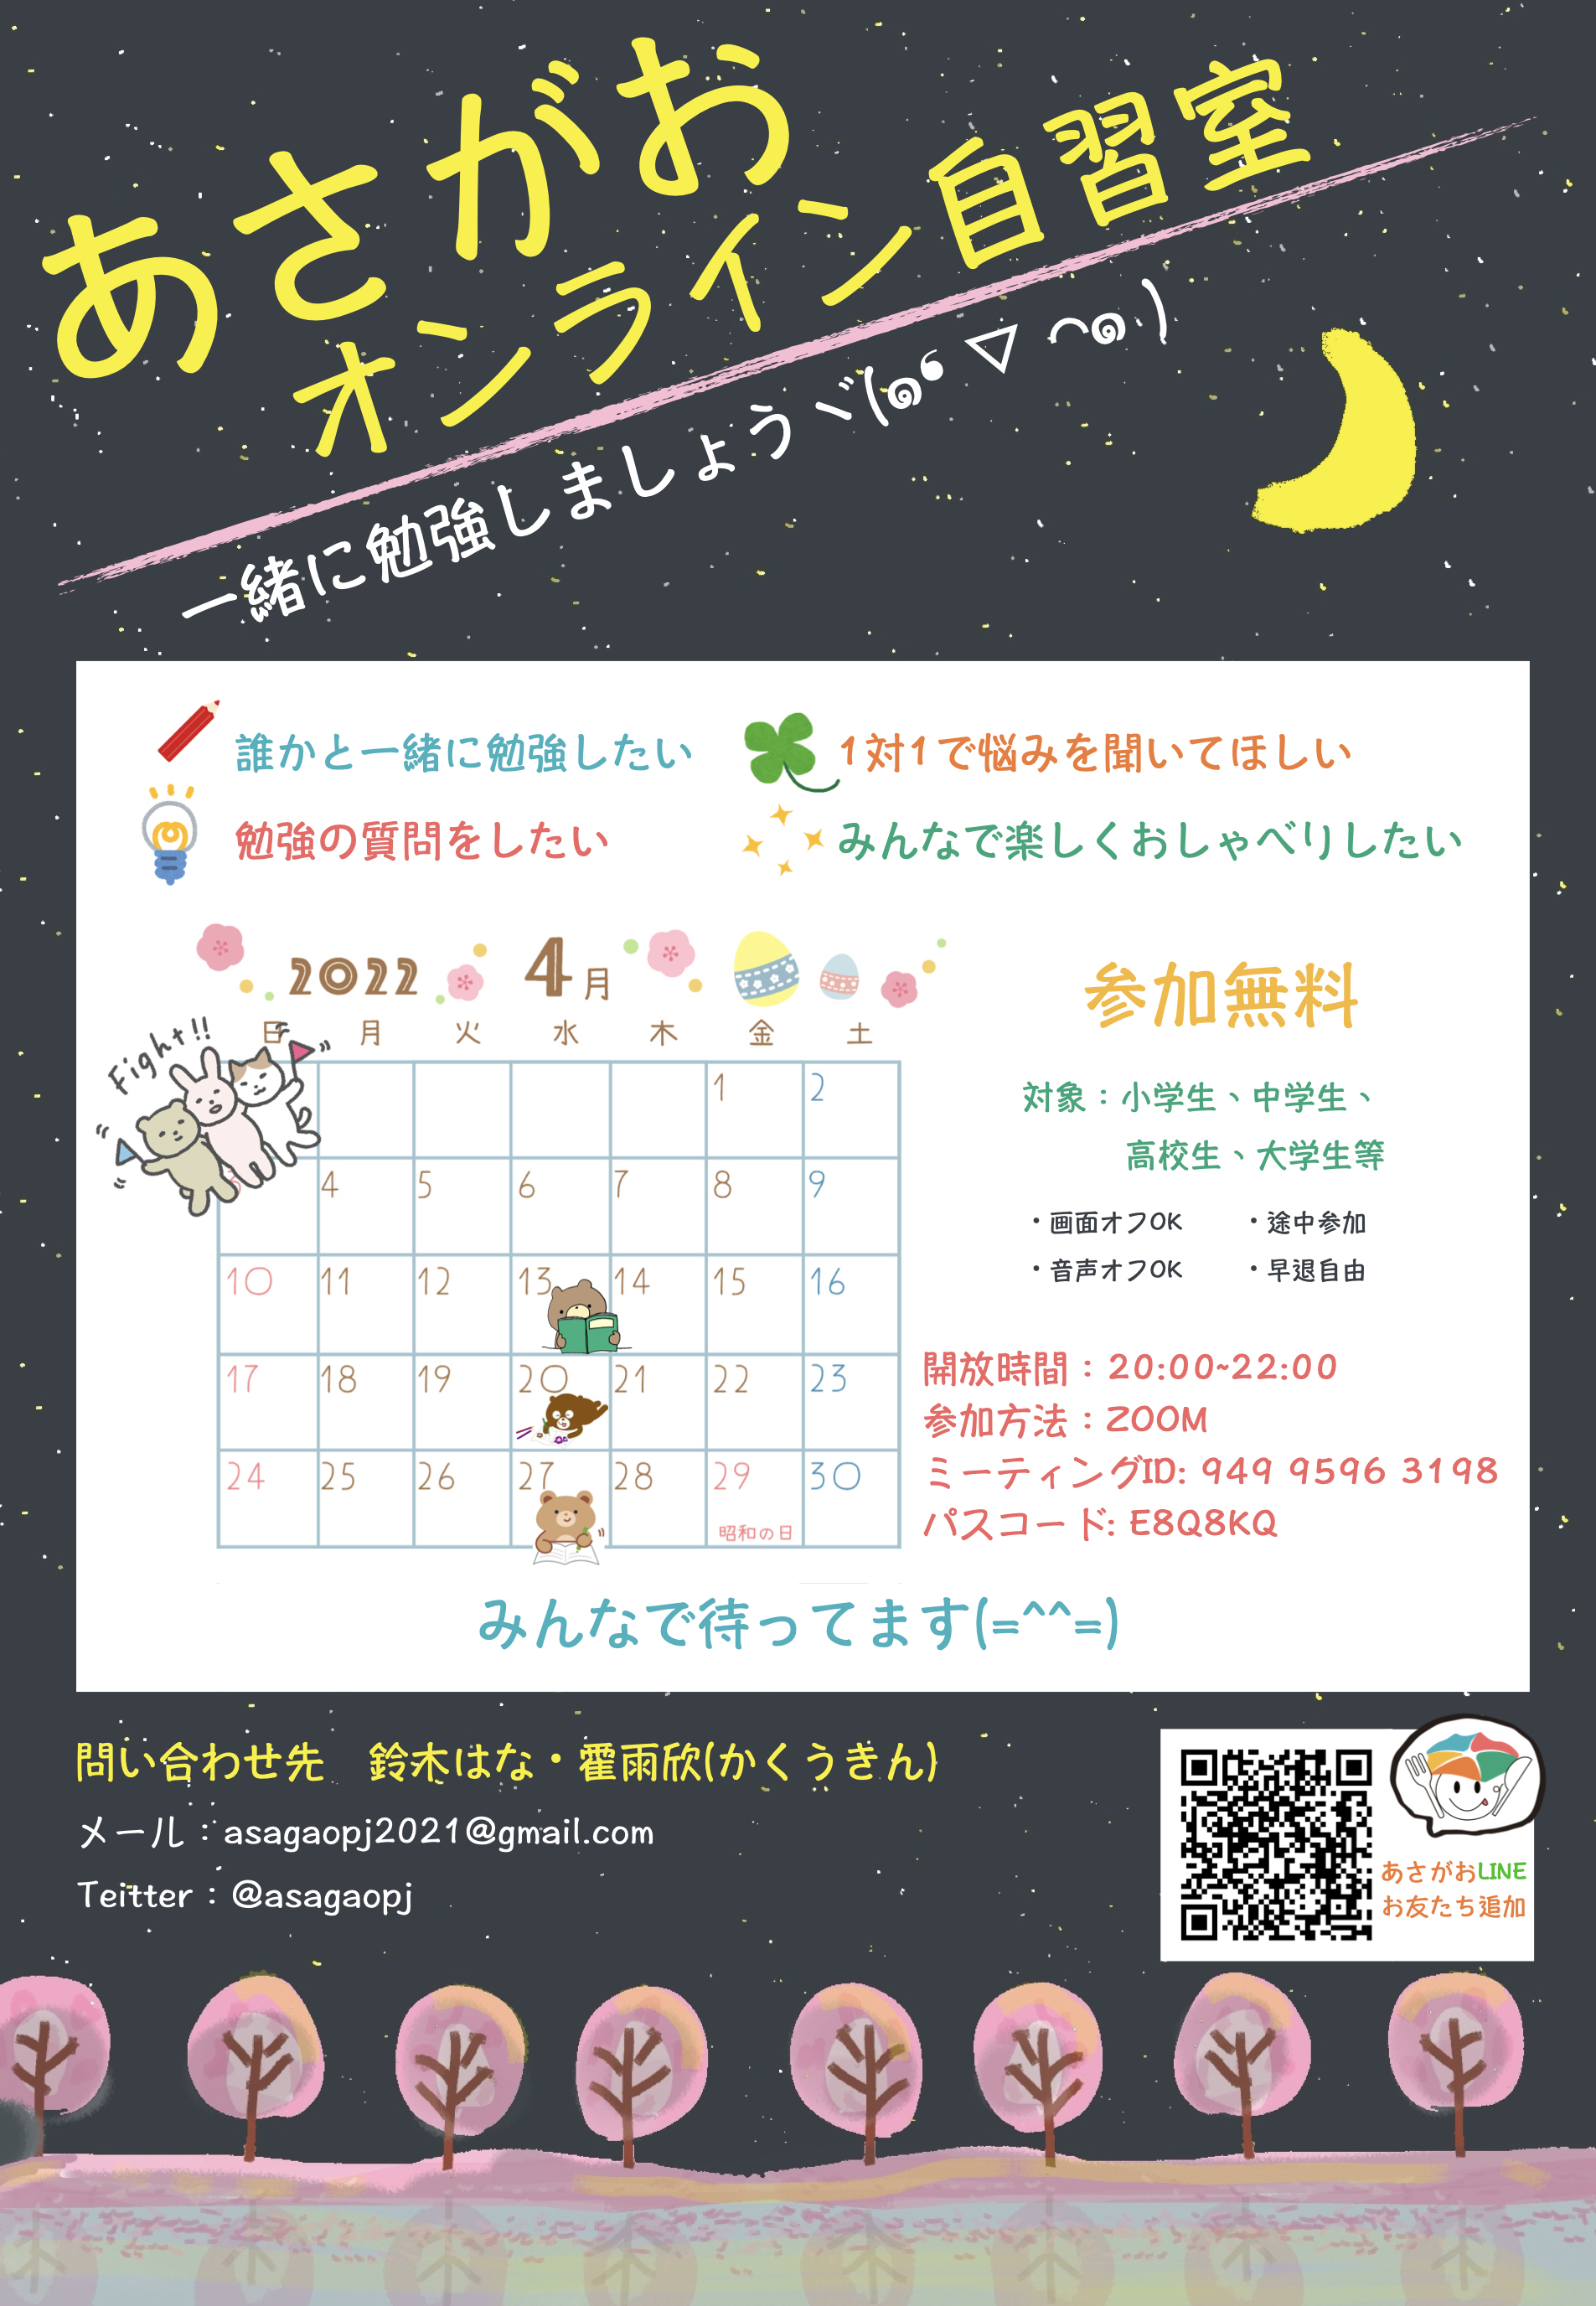 あさがお
オンライン自習室
一緒に勉強しましょうヾ(๑❛ ▽ ◠๑ )
誰かと一緒に勉強したい
1対1で悩みを聞いてほしい
勉強の質問をしたい
みんなで楽しくおしゃべりしたい
2022 4月
日 月 火 水 木 金 土
Fight!!
1 2
3 4 5 6 7 8 9
10 11 12 13 14 15 16
17 18 19 20 21 22 23
24 25 26 27 28 29 30
昭和の日
参加無料
対象：小学生、中学生、
高校生、大学生等
・画面オフOK ・途中参加
・音声オフOK ・早退自由
開放時間：20:00~22:00
参加方法：ZOOM
ミーティングID: 949 9596 3198
パスコード: E8Q8KQ
みんなで待ってます(=^^=)
問い合わせ先 鈴木はな・霍雨欣(かくうきん)
メール：asagaopj2021@gmail.com
Teitter：@asagaopj
あさがおLINE
お友たち追加